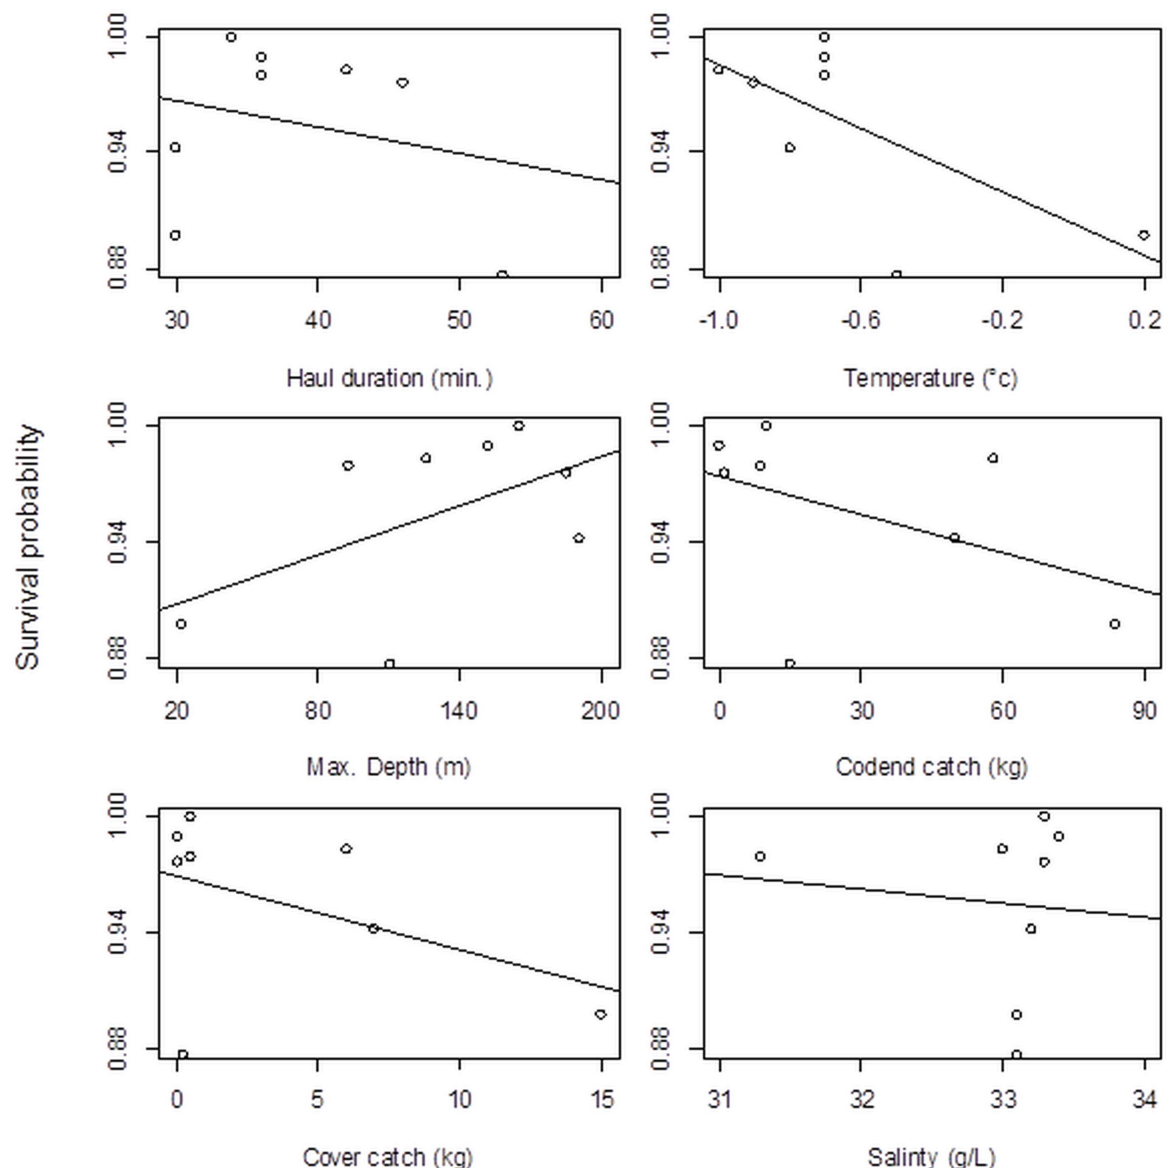 1.00
0.94
0.88
30 40 50 60
Haul duration (min.)
1.00
0.94
0.88
-1.0 -0.6 -0.2 0.2
Temperature (°c)
Survival probability
1.00
0.94
0.88
20 80 140 200
Max. Depth (m)
1.00
0.94
0.88
0 30 60 90
Codend catch (kg)
1.00
0.94
0.88
0 5 10 15
Cover catch (kg)
1.00
0.94
0.88
31 32 33 34
Salinty (g/L)